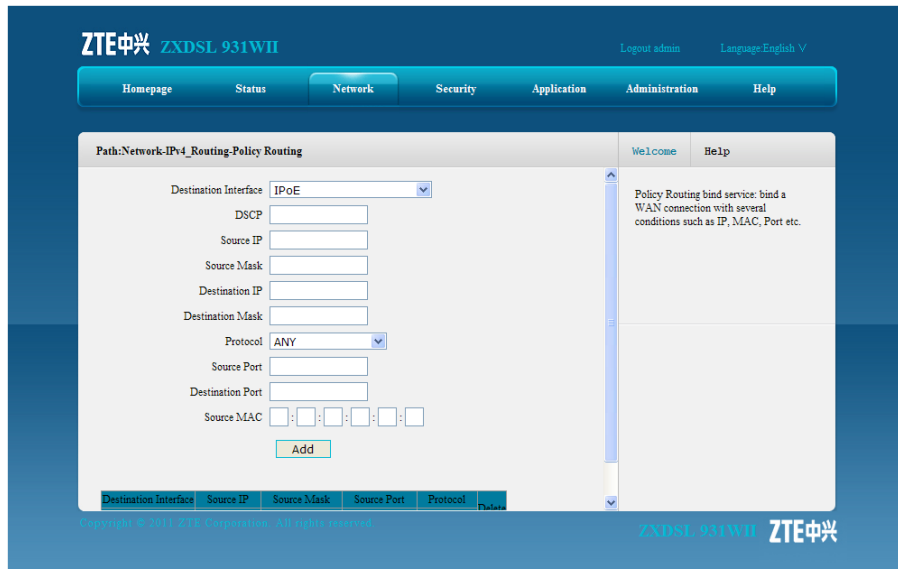 ZTE中兴 ZXDSL 931WII
Logout admin Language:English V
Homepage Status Network Security Application Administration Help
Path:Network-IPv4_Routing-Policy Routing
Welcome Help
Destination Interface IPoE
DSCP
Source IP
Source Mask
Destination IP
Destination Mask
Protocol ANY
Source Port
Destination Port
Source MAC : : : : :
Add
Destination Interface Source IP Source Mask Source Port Protocol Delete
Policy Routing bind service: bind a
WAN connection with several
conditions such as IP, MAC, Port etc.
Copyright © 2011 ZTE Corporation. All rights reserved.
ZXDSL 931WII ZTE中兴